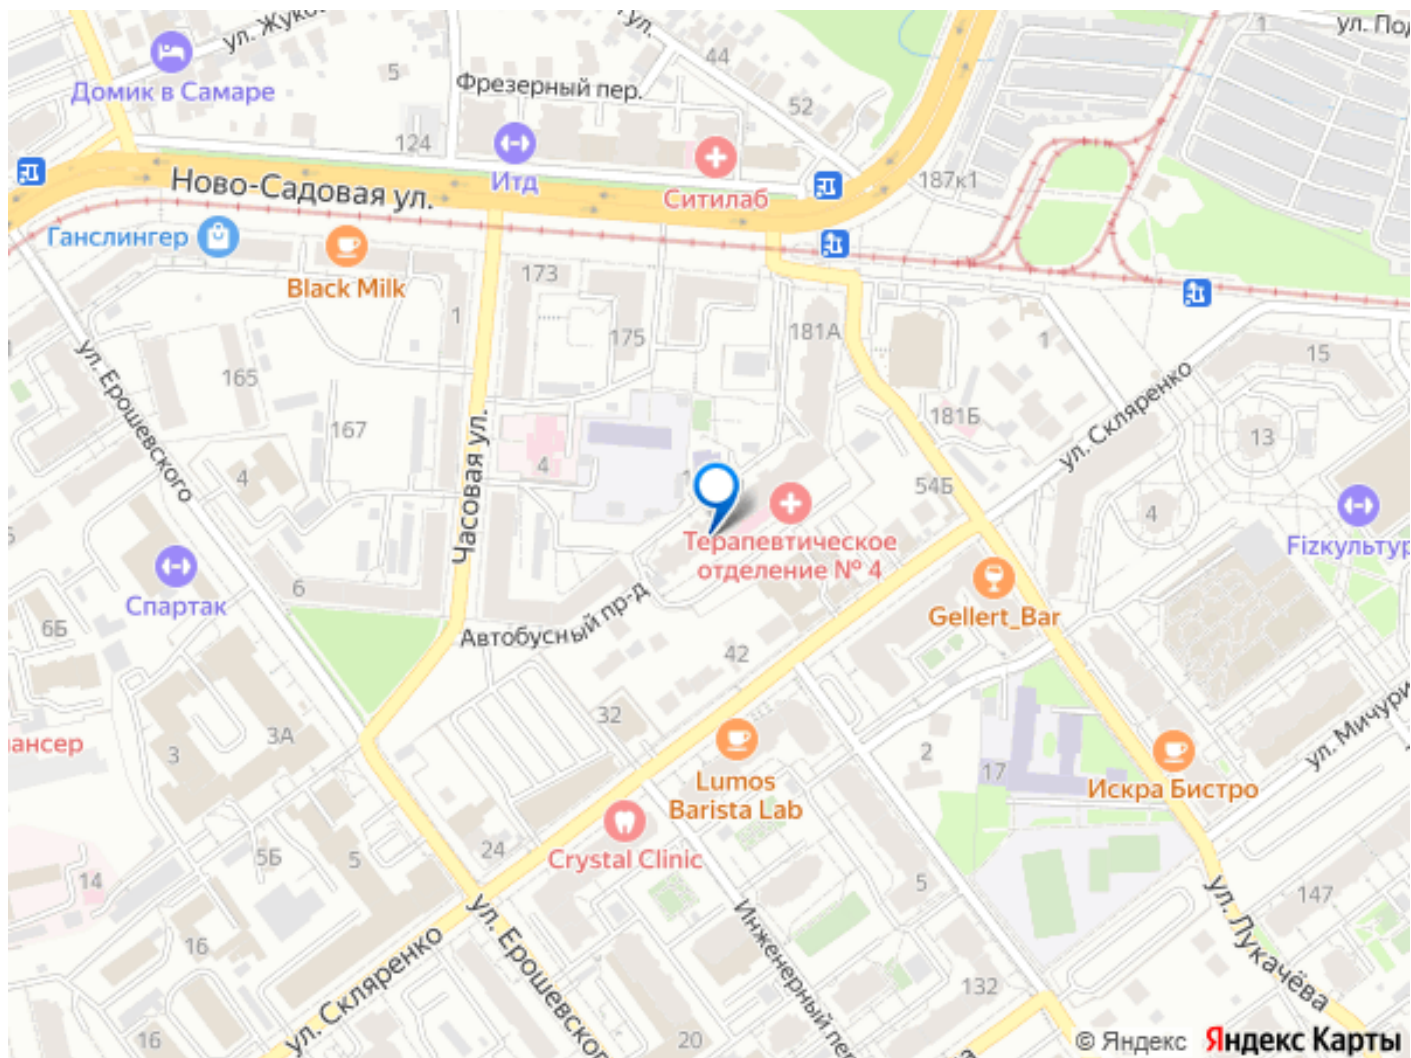 ул. Жуко
ул.
ул. Под
1
44
5
Домик в Самаре
Фрезерный пер.
52
124
Итд
Ситилаб
187к1
Ново-Садовая ул.
Ганслингер
Black Milk
173
1
175
181А
1
15
ул. Ерошевского
165
167
Часовая ул.
181Б
ул. Скляренко
13
4
4
54Б
4
5
Терапевтическое
отделение № 4
Fizкультур
Спартак
6
6Б
Автобусный пр-д
Gellert_Bar
42
32
3А
3
ансер
2
17
ул. Мичури
Lumos
Barista Lab
Искра Бистро
24
Crystal Clinic
5Б
5
14
5
147
16
ул. Скляренко
ул. Ерошевского
Инженерный пер
ул. Лукачёва
132
16
20
© Яндекс Яндекс Карты